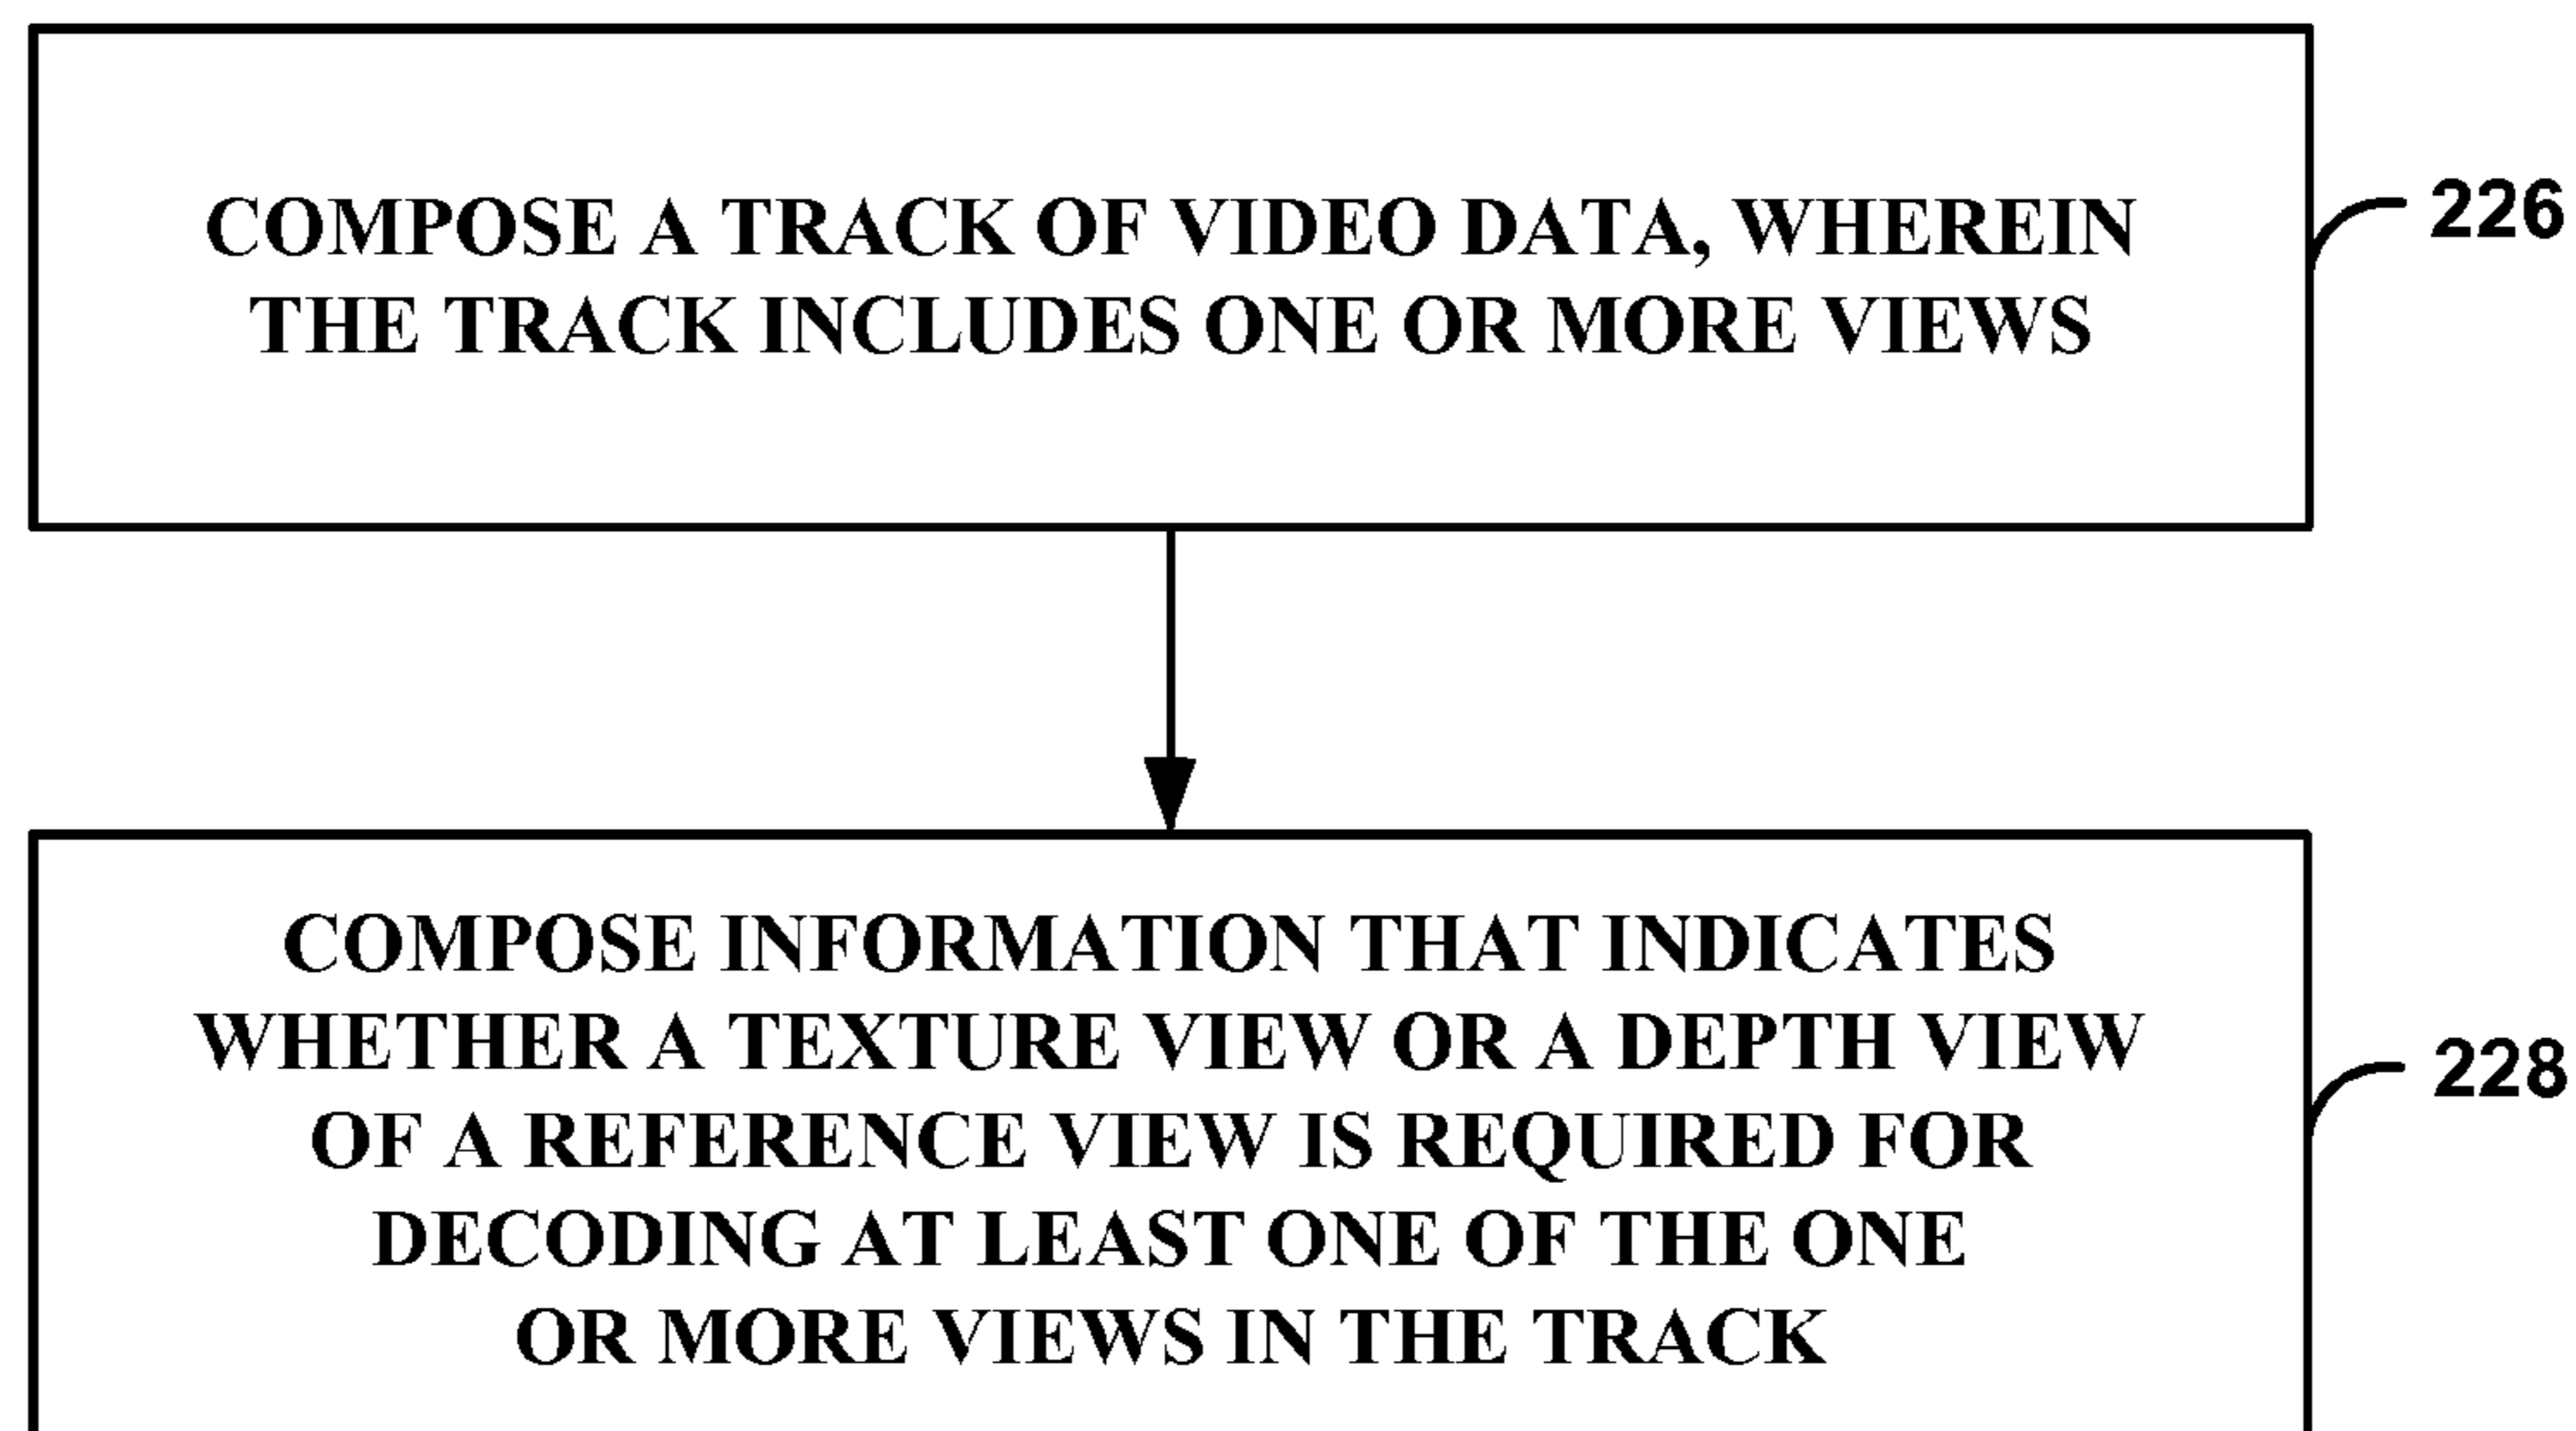 COMPOSE A TRACK OF VIDEO DATA, WHEREIN
THE TRACK INCLUDES ONE OR MORE VIEWS
226
COMPOSE INFORMATION THAT INDICATES
WHETHER A TEXTURE VIEW OR A DEPTH VIEW
OF A REFERENCE VIEW IS REQUIRED FOR
DECODING AT LEAST ONE OF THE ONE
OR MORE VIEWS IN THE TRACK
228